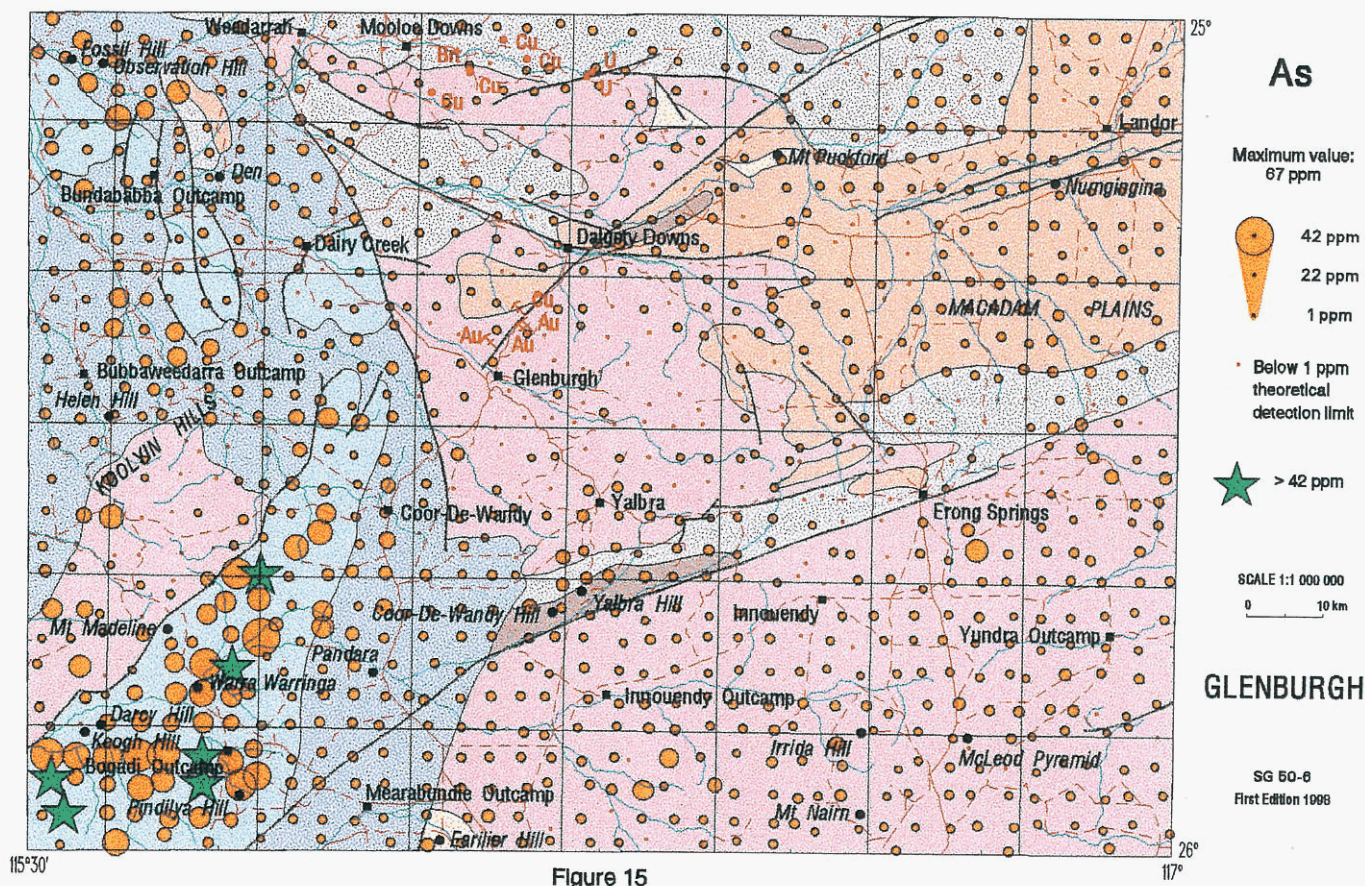 Weedarrah
Mooloo Downs
25°
Fossil Hill
Observation Hill
Cu
Cu
Brl
Cu
Cu
U
U
Landor
Mt Puckford
Den
Bundababba Outcamp
Dairy Creek
Dalgety Downs
MACADAM PLAINS
Cu
Au
Au
Au
Glenburgh
Bubbaweedarra Outcamp
Helen Hill
Coor-De-Wandy
Yalbra
Erong Springs
Coor-De-Wandy Hill
Yalbra Hill
Innouendy
Mt Madeline
Pandara
Yundra Outcamp
Warra Warringa
Innouendy Outcamp
Darcy Hill
Keogh Hill
Irrida Hill
McLeod Pyramid
Bogadi Outcamp
Pindilya Hill
Mearabundie Outcamp
Mt Nairn
Earilier Hill
115°30'
26°
117°
Figure 15
As
Maximum value:
67 ppm
42 ppm
22 ppm
1 ppm
Below 1 ppm
theoretical
detection limit
> 42 ppm
SCALE 1:1 000 000
0 10 km
GLENBURGH
SG 50-6
First Edition 1998